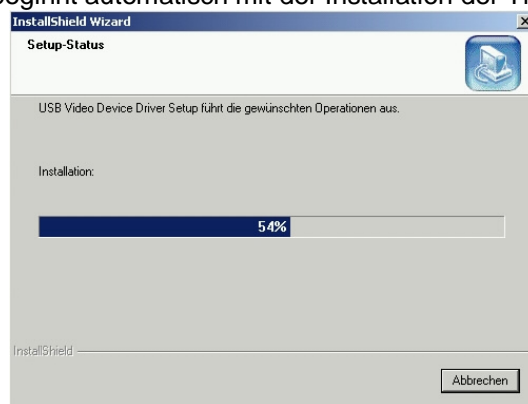 beginnt automatisch mit der Installation der
InstallShield Wizard
Setup-Status
USB Video Device Driver Setup führt die gewünschten Operationen aus.
Installation:
54%
InstallShield
Abbrechen